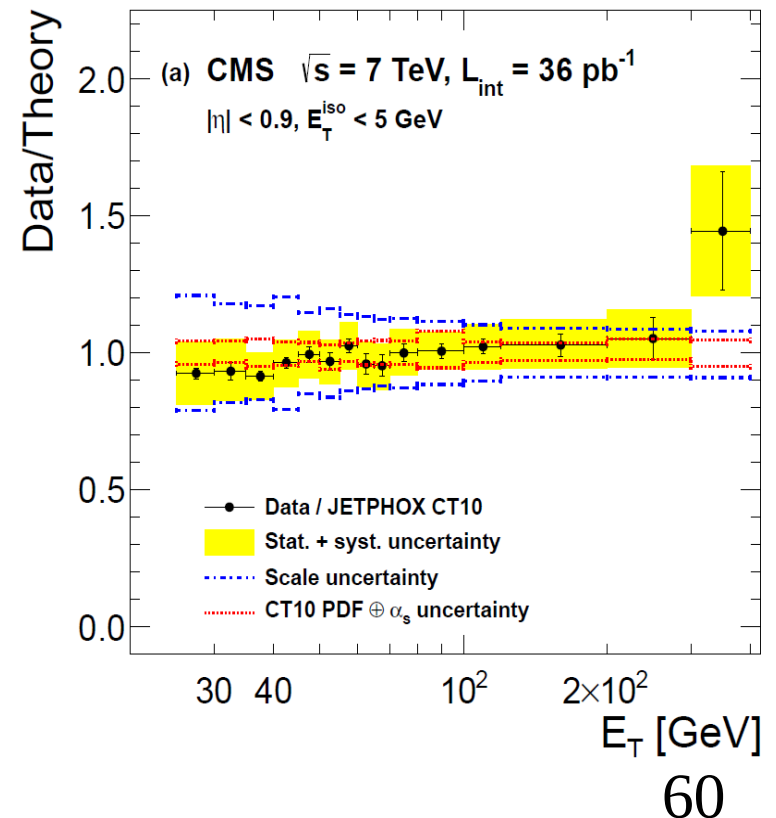 (a) CMS √s = 7 TeV, L_int = 36 pb^-1
|η| < 0.9, E_T^iso < 5 GeV
Data/Theory
2.0
1.5
1.0
0.5
0.0
Data / JETPHOX CT10
Stat. + syst. uncertainty
Scale uncertainty
CT10 PDF ⊕ α_s uncertainty
30 40 10^2 2×10^2
E_T [GeV]
60